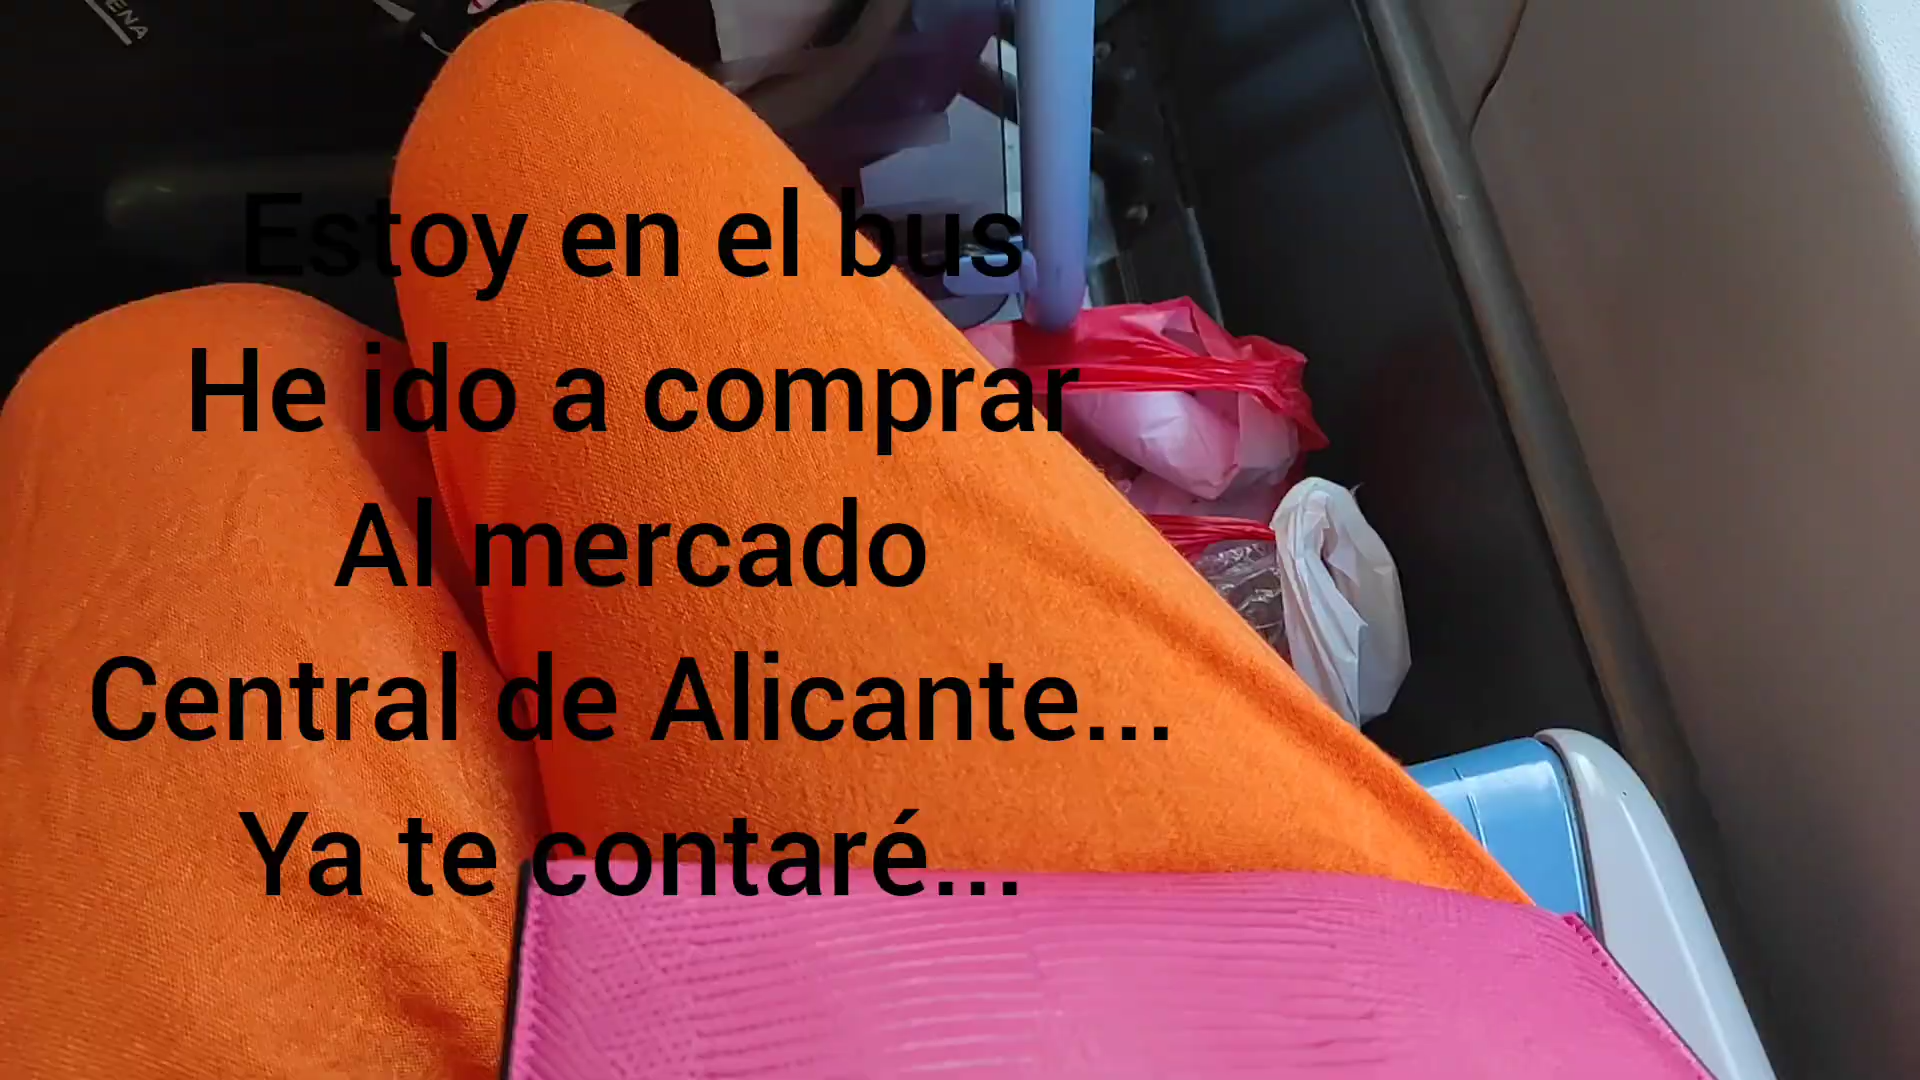 Estoy en el bus
He ido a comprar
Al mercado
Central de Alicante...
Ya te contaré...